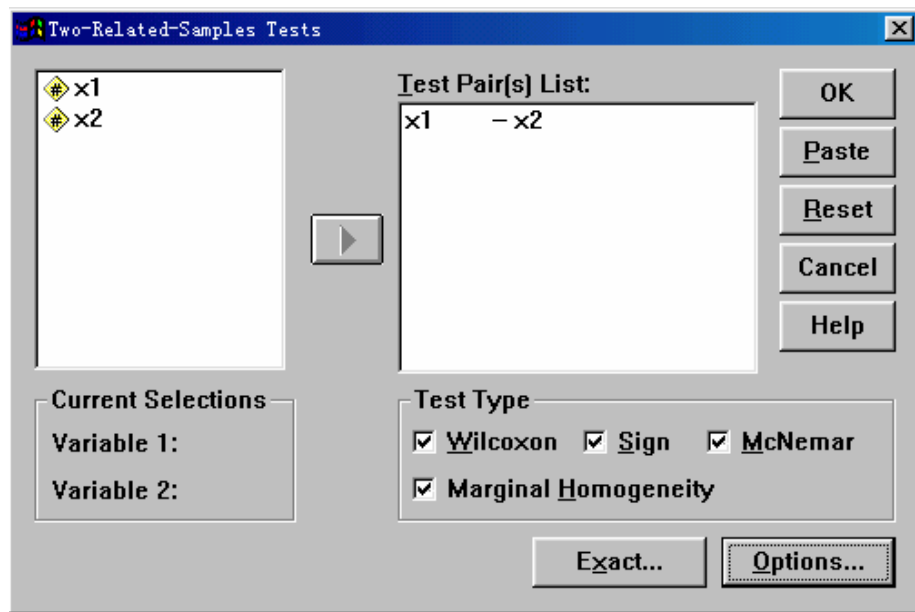 Two-Related-Samples Tests
x1
x2
Test Pair(s) List:
x1 – x2
OK
Paste
Reset
Cancel
Help
Current Selections
Variable 1:
Variable 2:
Test Type
Wilcoxon Sign McNemar
Marginal Homogeneity
Exact... Options...